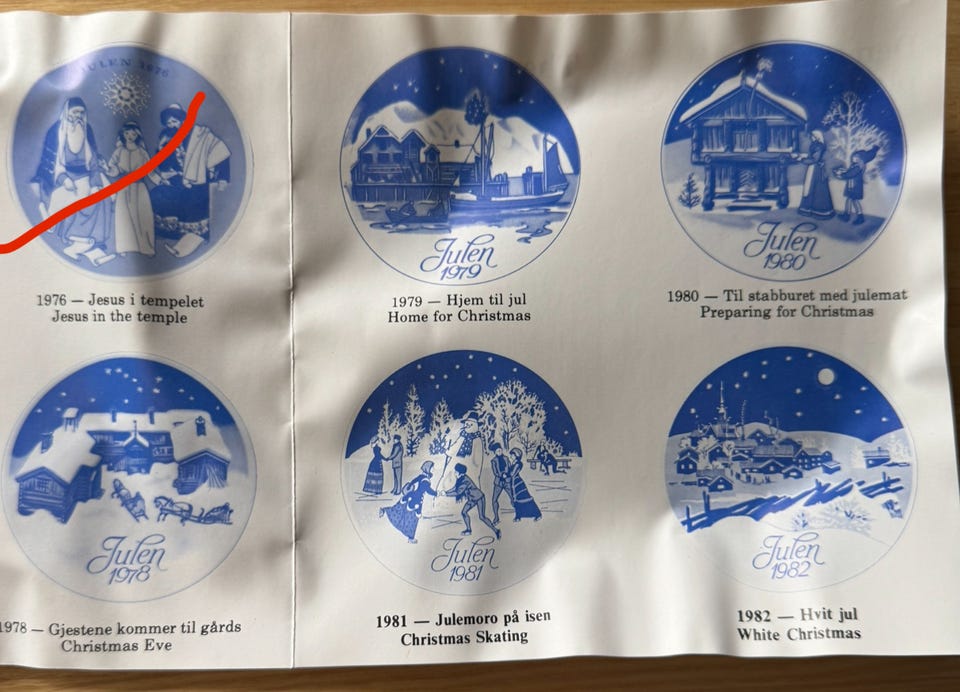 JULEN 1976
1976 — Jesus i tempelet
Jesus in the temple
Julen
1979
1979 — Hjem til jul
Home for Christmas
Julen
1980
1980 — Til stabburet med julemat
Preparing for Christmas
Julen
1978
1978 — Gjestene kommer til gårds
Christmas Eve
Julen
1981
1981 — Julemoro på isen
Christmas Skating
Julen
1982
1982 — Hvit jul
White Christmas